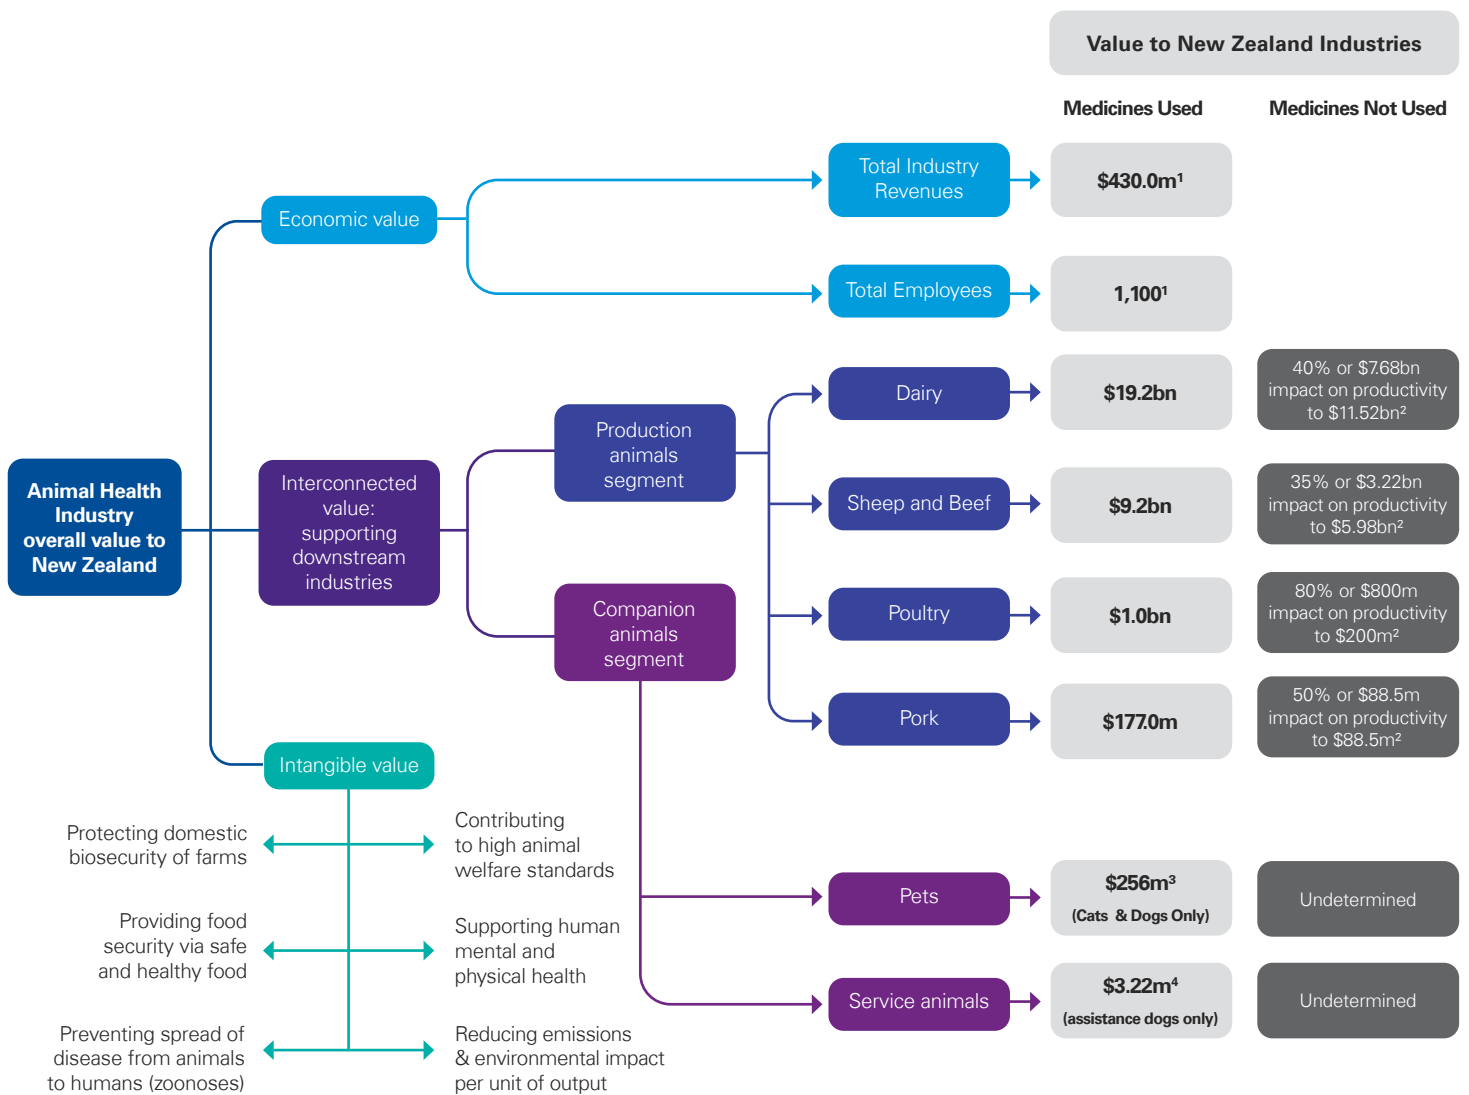 Value to New Zealand Industries
Medicines Used
Medicines Not Used
Total Industry
Revenues
$430.0m¹
Economic value
Total Employees
1,100¹
Dairy
$19.2bn
40% or $7.68bn
impact on productivity
to $11.52bn²
Production
animals
segment
Animal Health
Industry
overall value to
New Zealand
Interconnected
value:
supporting
downstream
industries
Sheep and Beef
$9.2bn
35% or $3.22bn
impact on productivity
to $5.98bn²
Companion
animals
segment
Poultry
$1.0bn
80% or $800m
impact on productivity
to $200m²
Pork
$177.0m
50% or $88.5m
impact on productivity
to $88.5m²
Intangible value
Protecting domestic
biosecurity of farms
Contributing
to high animal
welfare standards
Pets
$256m³
(Cats & Dogs Only)
Undetermined
Providing food
security via safe
and healthy food
Supporting human
mental and
physical health
Service animals
$3.22m⁴
(assistance dogs only)
Undetermined
Preventing spread of
disease from animals
to humans (zoonoses)
Reducing emissions
& environmental impact
per unit of output